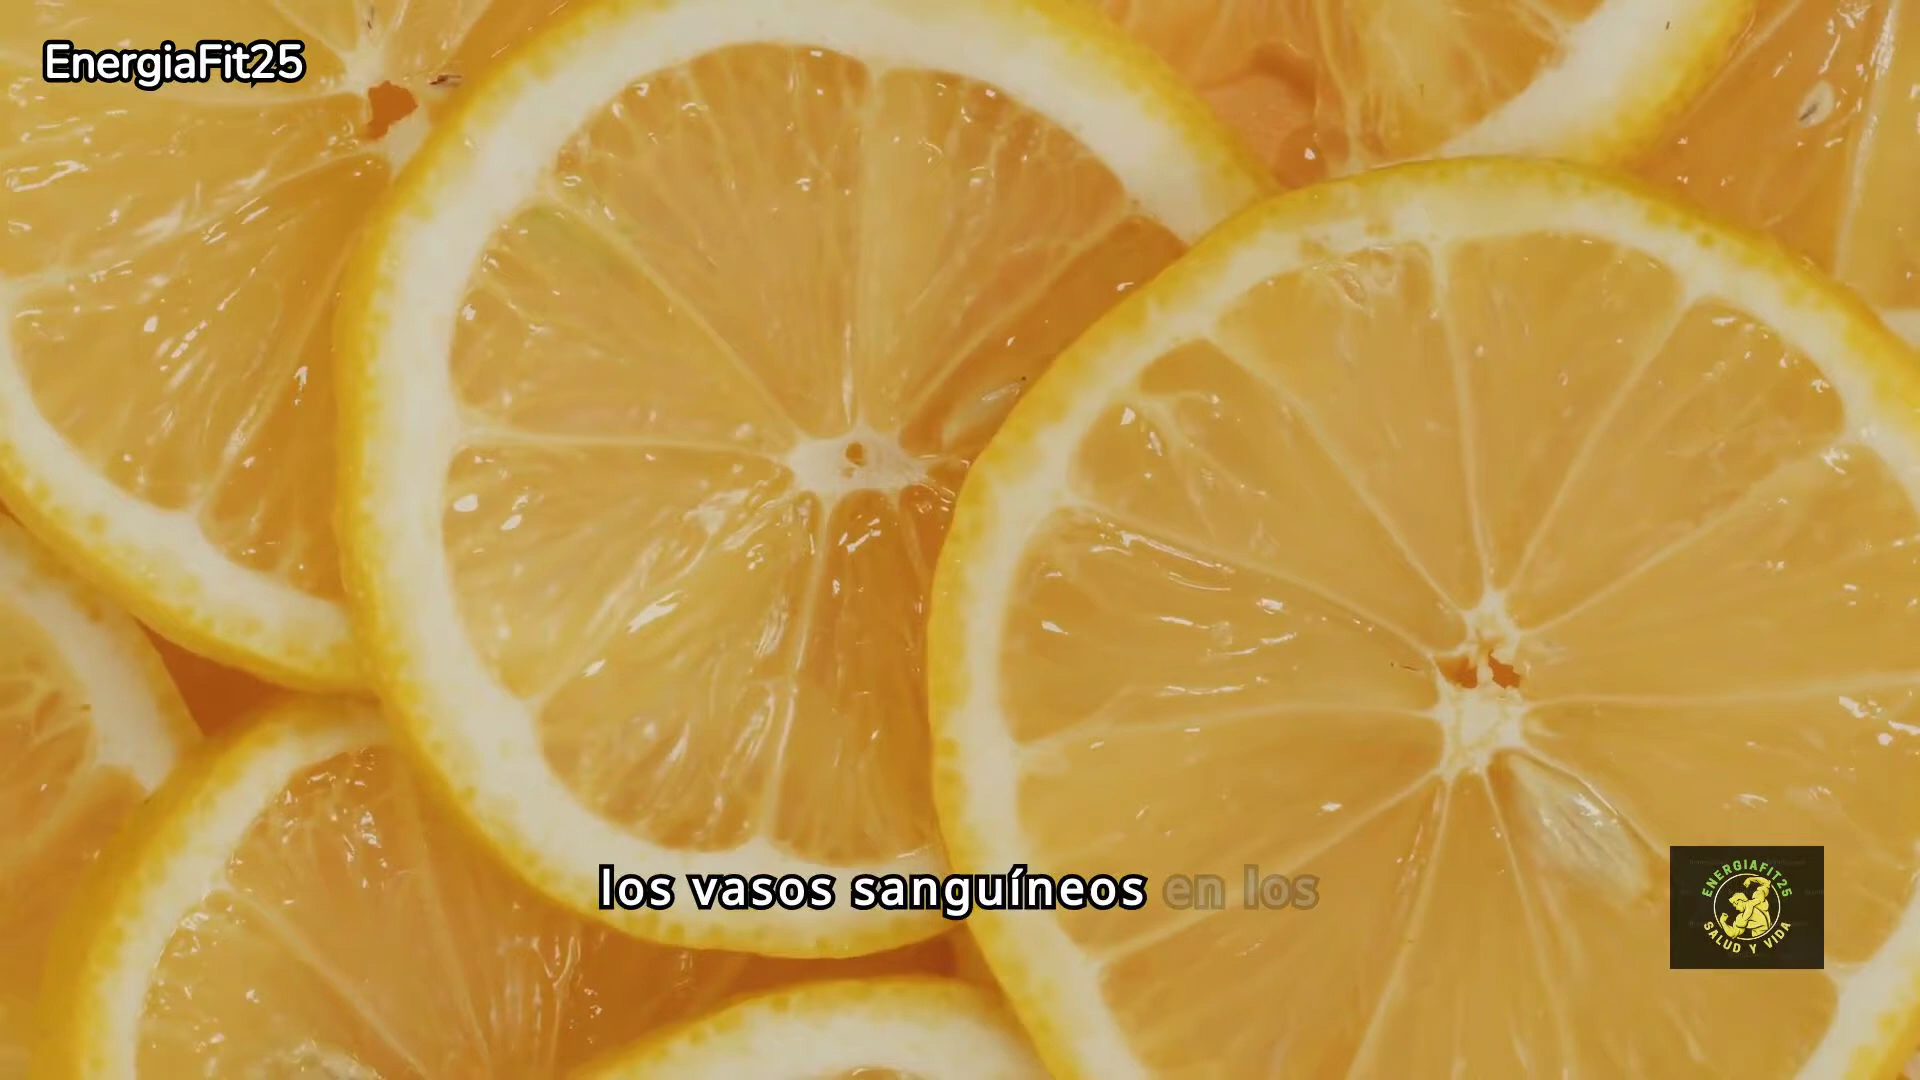 EnergiaFit25
los vasos sanguíneos en los
ENERGIAFIT25
SALUD Y VIDA